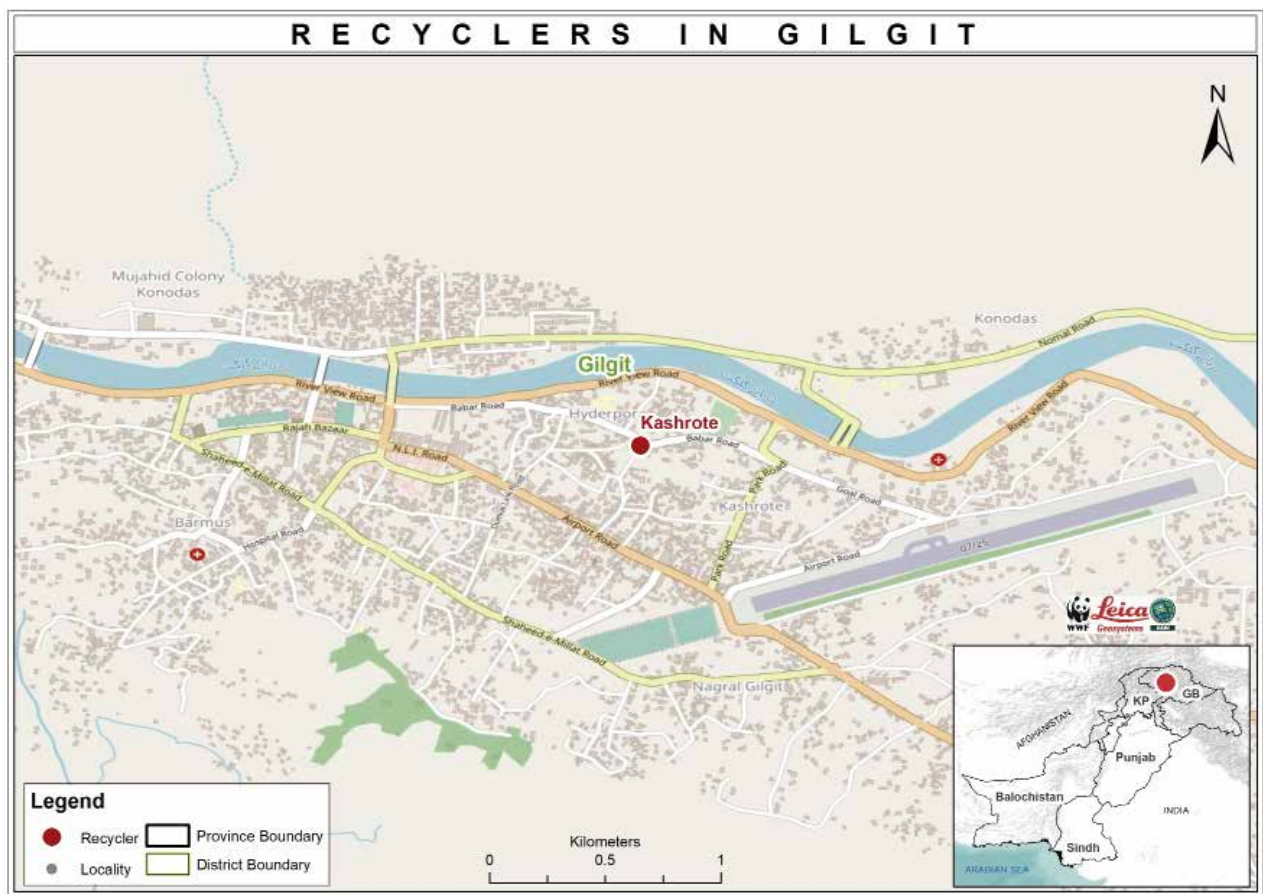 RECYCLERS IN GILGIT
N
Mujahid Colony
Konodas
Konodas
Nomal Road
Gilgit
River View Road
River View Road
River View Road
Babar Road
Hyderpor
Kashrote
Babar Road
Rajah Bazaar
N.L.I. Road
Shaheed-e-Millat Road
Park Road
Goal Road
Kashrote
Barmus
Hospital Road
Airport Road
Airport Road
07/25
Park Road
Shaheed-e-Millat Road
Nagral Gilgit
WWF
Leica
Geosystems
GB
KP
AFGHANISTAN
Punjab
Balochistan
INDIA
Sindh
ARABIAN SEA
Legend
Recycler
Province Boundary
Locality
District Boundary
Kilometers
0 0.5 1